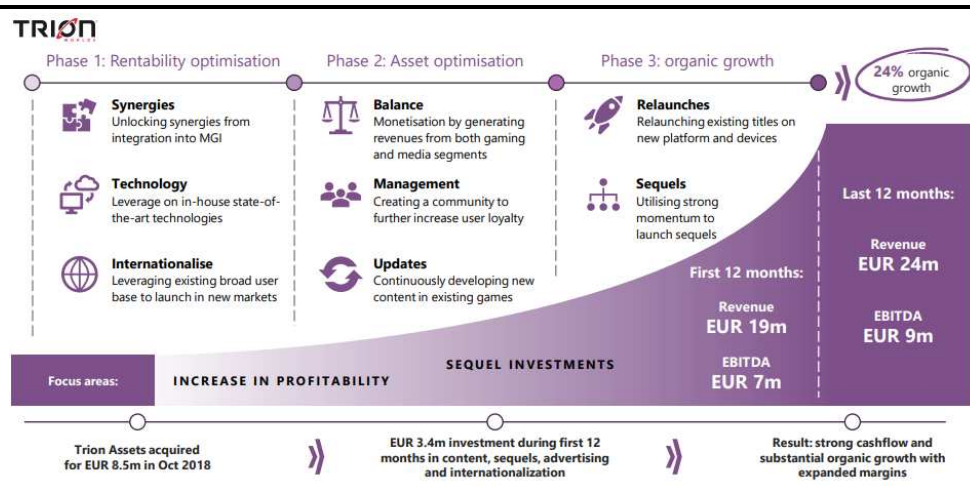 TRION
WORLDS
Phase 1: Rentability optimisation
Phase 2: Asset optimisation
Phase 3: organic growth
24% organic
growth
Synergies
Unlocking synergies from
integration into MGI
Technology
Leverage on in-house state-of-
the-art technologies
Internationalise
Leveraging existing broad user
base to launch in new markets
Balance
Monetisation by generating
revenues from both gaming
and media segments
Management
Creating a community to
further increase user loyalty
Updates
Continuously developing new
content in existing games
Relaunches
Relaunching existing titles on
new platform and devices
Sequels
Utilising strong
momentum to
launch sequels
First 12 months:
Revenue
EUR 19m
EBITDA
EUR 7m
Last 12 months:
Revenue
EUR 24m
EBITDA
EUR 9m
Focus areas:
INCREASE IN PROFITABILITY
SEQUEL INVESTMENTS
Trion Assets acquired
for EUR 8.5m in Oct 2018
EUR 3.4m investment during first 12
months in content, sequels, advertising
and internationalization
Result: strong cashflow and
substantial organic growth with
expanded margins